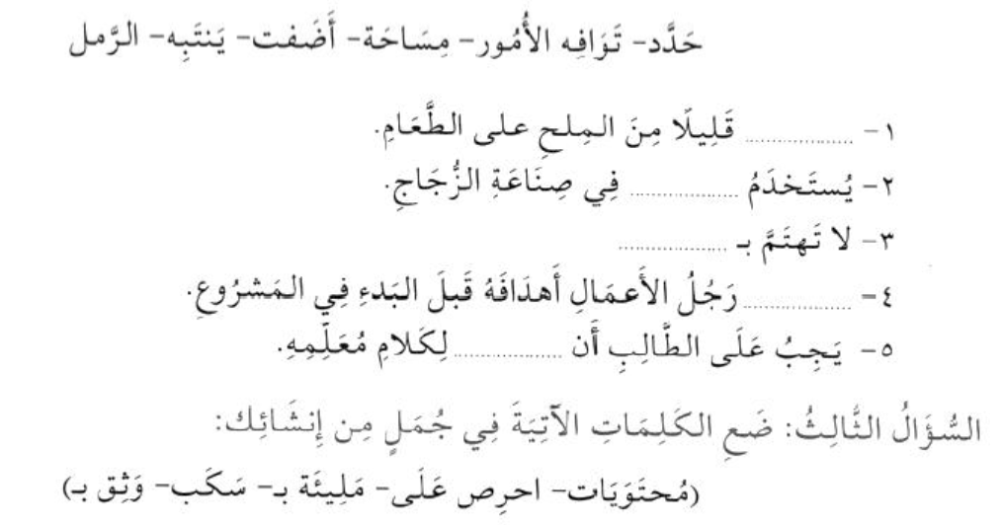 حَدَّد- تَوَافِه الأُمُور- مِسَاحَة- أَضَفت- يَنتَبِه- الرَّمل
١- .................... قَلِيلًا مِنَ المِلحِ على الطَّعَامِ.
٢- يُستَخدَمُ .................... فِي صِنَاعَةِ الزُّجَاجِ.
٣- لا تَهتَمَّ بـ ....................
٤- ....................رَجُلُ الأَعمَالِ أَهدَافَهُ قَبلَ البَدءِ فِي المَشرُوعِ.
٥- يَجِبُ عَلَى الطَّالِبِ أَن ....................لِكَلامِ مُعَلِّمِهِ.
السُّؤَالُ الثَّالِثُ: ضَعِ الكَلِمَاتِ الآتِيَةَ فِي جُمَلٍ مِن إِنشَائِك:
(مُحتَوَيَات- احرِص عَلَى- مَلِيئَة بـ- سَكَب- وَثِق بـ)